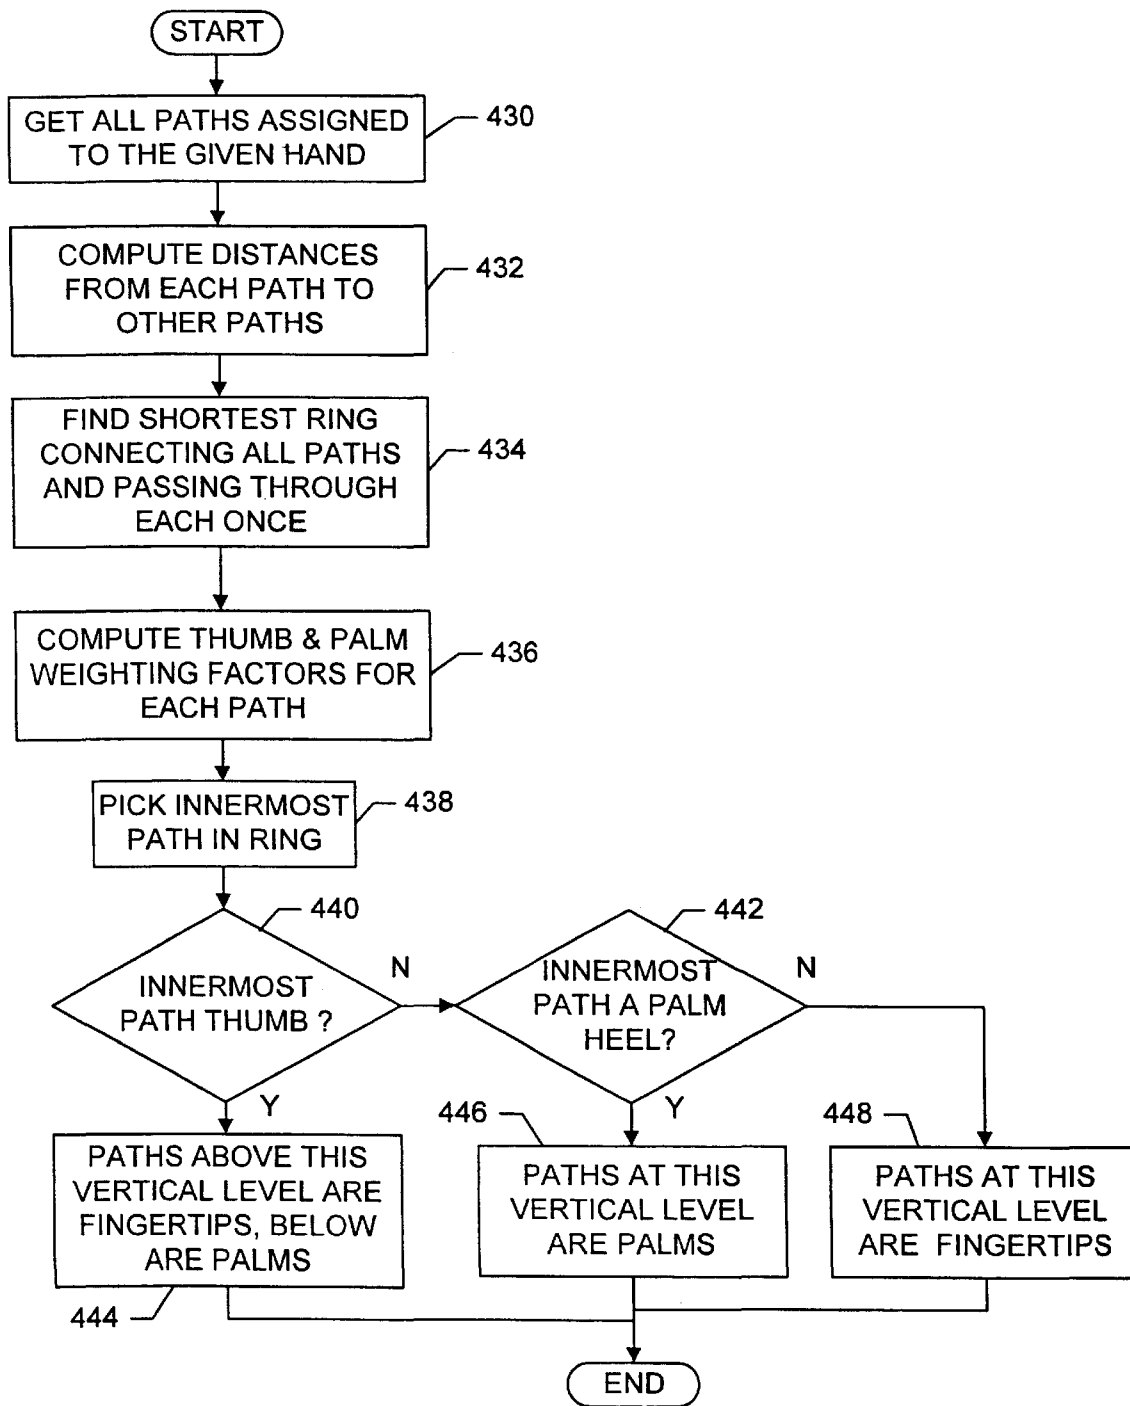 START
GET ALL PATHS ASSIGNED
TO THE GIVEN HAND
430
COMPUTE DISTANCES
FROM EACH PATH TO
OTHER PATHS
432
FIND SHORTEST RING
CONNECTING ALL PATHS
AND PASSING THROUGH
EACH ONCE
434
COMPUTE THUMB & PALM
WEIGHTING FACTORS FOR
EACH PATH
436
PICK INNERMOST
PATH IN RING
438
440
INNERMOST
PATH THUMB ?
N
Y
442
INNERMOST
PATH A PALM
HEEL?
N
Y
PATHS ABOVE THIS
VERTICAL LEVEL ARE
FINGERTIPS, BELOW
ARE PALMS
444
446
PATHS AT THIS
VERTICAL LEVEL
ARE PALMS
448
PATHS AT THIS
VERTICAL LEVEL
ARE FINGERTIPS
END